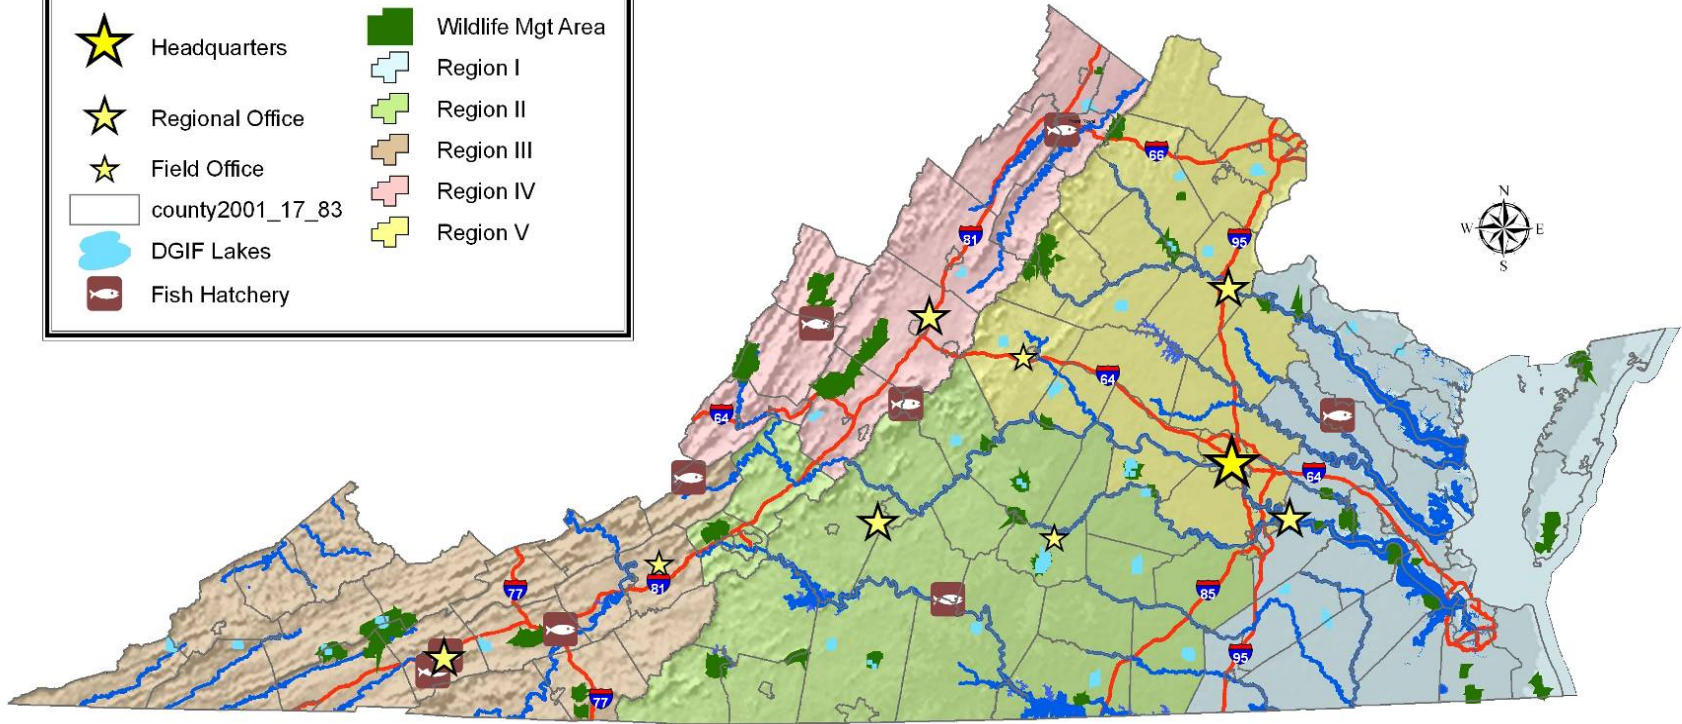 Headquarters
Regional Office
Field Office
county2001_17_83
DGIF Lakes
Fish Hatchery
Wildlife Mgt Area
Region I
Region II
Region III
Region IV
Region V
N
W E
S
66
81
95
64
64
64
77
81
85
95
77